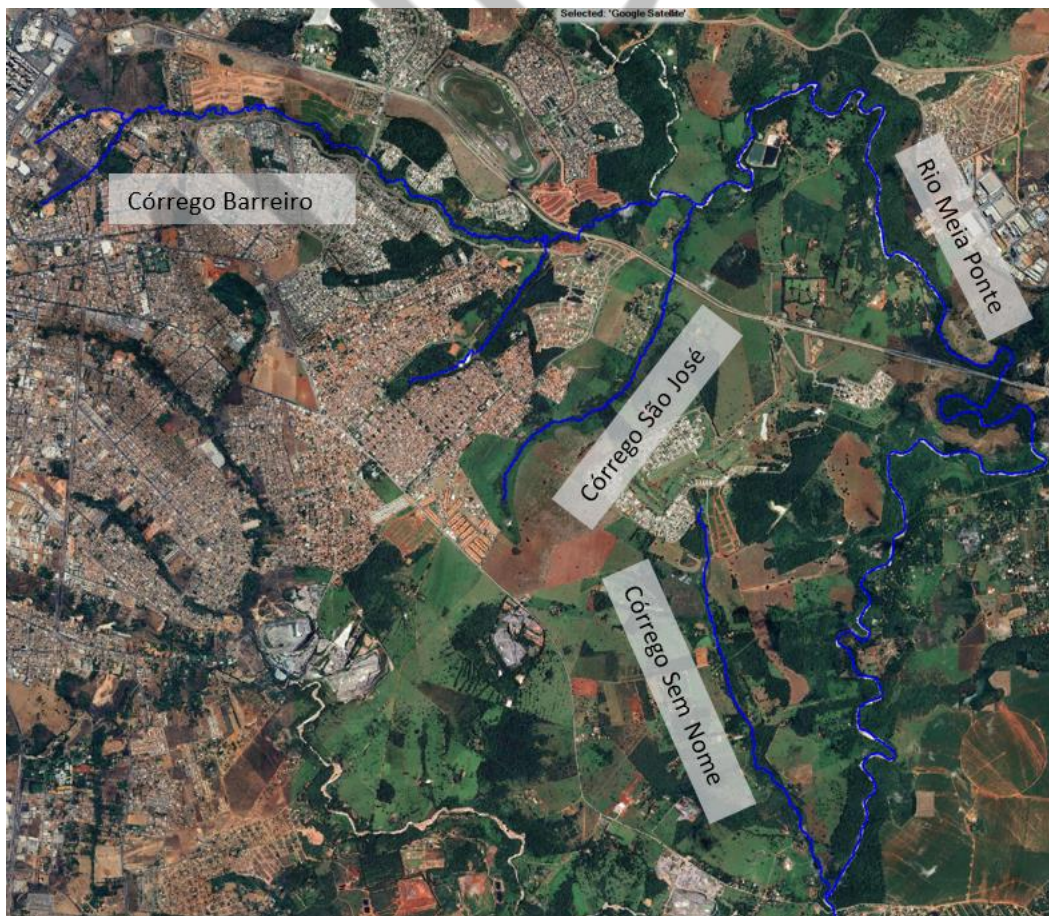 Selected: 'Google Satellite'
Córrego Barreiro
Rio Meia Ponte
Córrego São José
Córrego Sem Nome